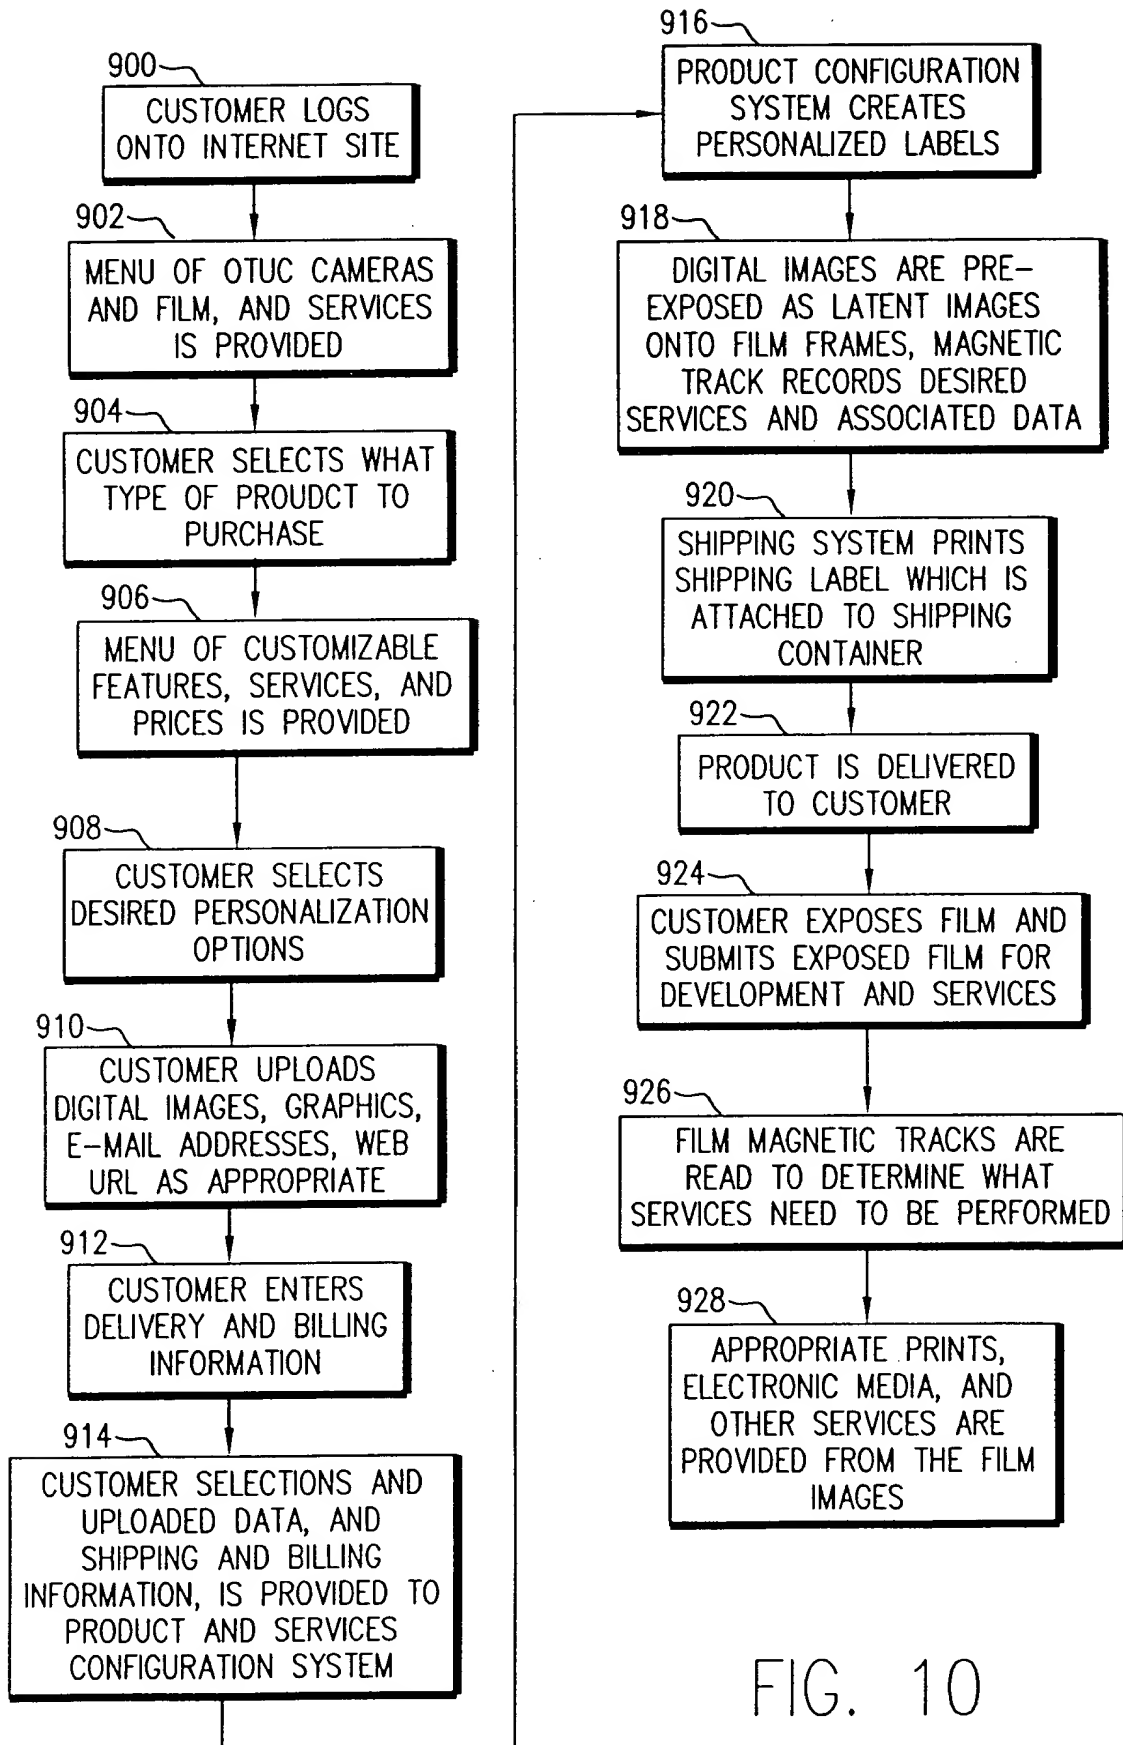 900
CUSTOMER LOGS
ONTO INTERNET SITE
902
MENU OF OTUC CAMERAS
AND FILM, AND SERVICES
IS PROVIDED
904
CUSTOMER SELECTS WHAT
TYPE OF PROUDCT TO
PURCHASE
906
MENU OF CUSTOMIZABLE
FEATURES, SERVICES, AND
PRICES IS PROVIDED
908
CUSTOMER SELECTS
DESIRED PERSONALIZATION
OPTIONS
910
CUSTOMER UPLOADS
DIGITAL IMAGES, GRAPHICS,
E-MAIL ADDRESSES, WEB
URL AS APPROPRIATE
912
CUSTOMER ENTERS
DELIVERY AND BILLING
INFORMATION
914
CUSTOMER SELECTIONS AND
UPLOADED DATA, AND
SHIPPING AND BILLING
INFORMATION, IS PROVIDED TO
PRODUCT AND SERVICES
CONFIGURATION SYSTEM
916
PRODUCT CONFIGURATION
SYSTEM CREATES
PERSONALIZED LABELS
918
DIGITAL IMAGES ARE PRE-
EXPOSED AS LATENT IMAGES
ONTO FILM FRAMES, MAGNETIC
TRACK RECORDS DESIRED
SERVICES AND ASSOCIATED DATA
920
SHIPPING SYSTEM PRINTS
SHIPPING LABEL WHICH IS
ATTACHED TO SHIPPING
CONTAINER
922
PRODUCT IS DELIVERED
TO CUSTOMER
924
CUSTOMER EXPOSES FILM AND
SUBMITS EXPOSED FILM FOR
DEVELOPMENT AND SERVICES
926
FILM MAGNETIC TRACKS ARE
READ TO DETERMINE WHAT
SERVICES NEED TO BE PERFORMED
928
APPROPRIATE PRINTS,
ELECTRONIC MEDIA, AND
OTHER SERVICES ARE
PROVIDED FROM THE FILM
IMAGES
FIG. 10